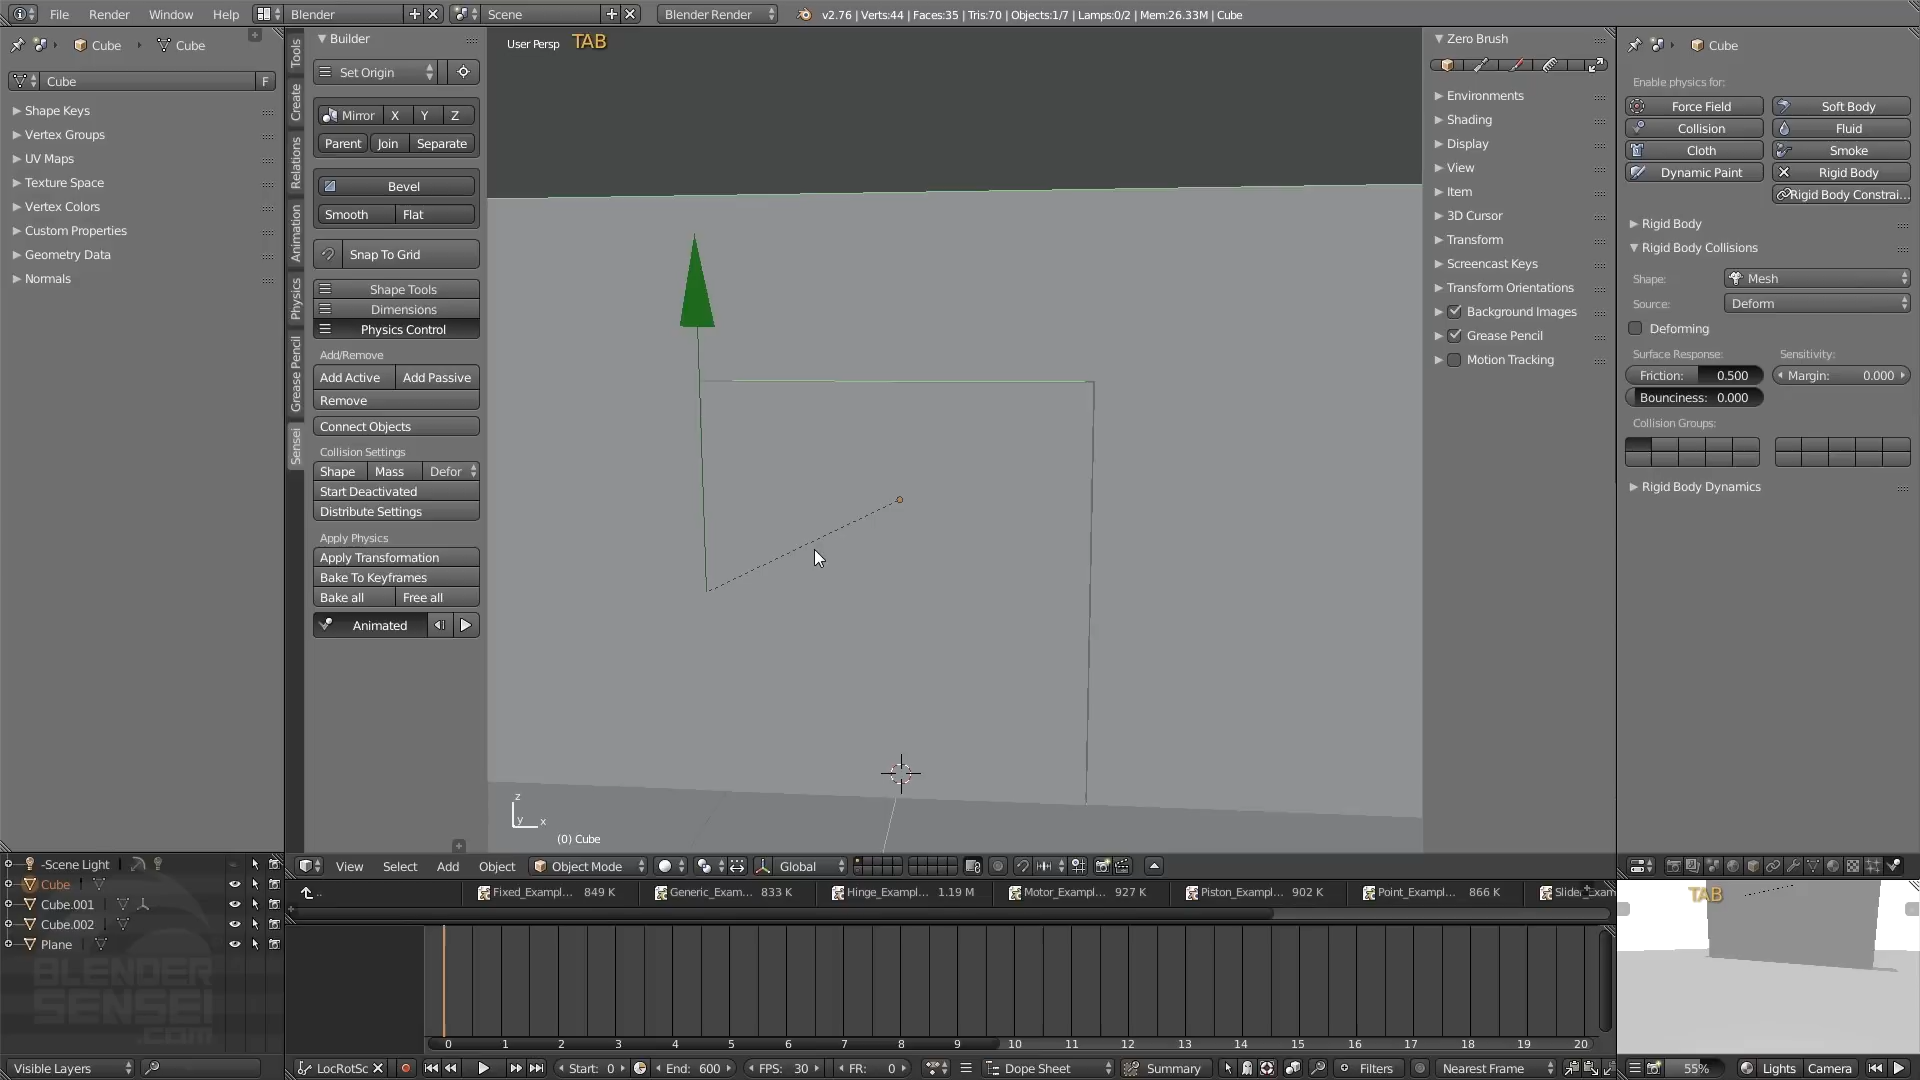 File Render Window Help Blender Scene Blender Render v2.76 | Verts:44 | Faces:35 | Tris:70 | Objects:1/7 | Lamps:0/2 | Mem:26.33M | Cube
Cube Cube
Cube F
Shape Keys
Vertex Groups
UV Maps
Texture Space
Vertex Colors
Custom Properties
Geometry Data
Normals
Tools
Create
Relations
Animation
Physics
Grease Pencil
Sensei
Builder
Set Origin
Mirror X Y Z
Parent Join Separate
Bevel
Smooth Flat
Snap To Grid
Shape Tools
Dimensions
Physics Control
Add/Remove
Add Active Add Passive
Remove
Connect Objects
Collision Settings
Shape Mass Defor
Start Deactivated
Distribute Settings
Apply Physics
Apply Transformation
Bake To Keyframes
Bake all Free all
Animated
User Persp TAB
z
y x
(0) Cube
Zero Brush
Environments
Shading
Display
View
Item
3D Cursor
Transform
Screencast Keys
Transform Orientations
Background Images
Grease Pencil
Motion Tracking
Cube
Enable physics for:
Force Field Soft Body
Collision Fluid
Cloth Smoke
Dynamic Paint Rigid Body
Rigid Body Constrai...
Rigid Body
Rigid Body Collisions
Shape: Mesh
Source: Deform
Deforming
Surface Response: Sensitivity:
Friction: 0.500 Margin: 0.000
Bounciness: 0.000
Collision Groups:
Rigid Body Dynamics
-Scene Light
Cube
Cube.001
Cube.002
Plane
BLENDER
SENSEI
.com
View Select Add Object Object Mode Global
.. Fixed_Exampl... 849 K Generic_Exam... 833 K Hinge_Exampl... 1.19 M Motor_Exampl... 927 K Piston_Exampl... 902 K Point_Exampl... 866 K
TAB
0 1 2 3 4 5 6 7 8 9 10 11 12 13 14 15 16 17 18 19 20
Visible Layers LocRotSc Start: 0 End: 600 FPS: 30 FR: 0 Dope Sheet Summary Filters Nearest Frame 55% Lights Camera